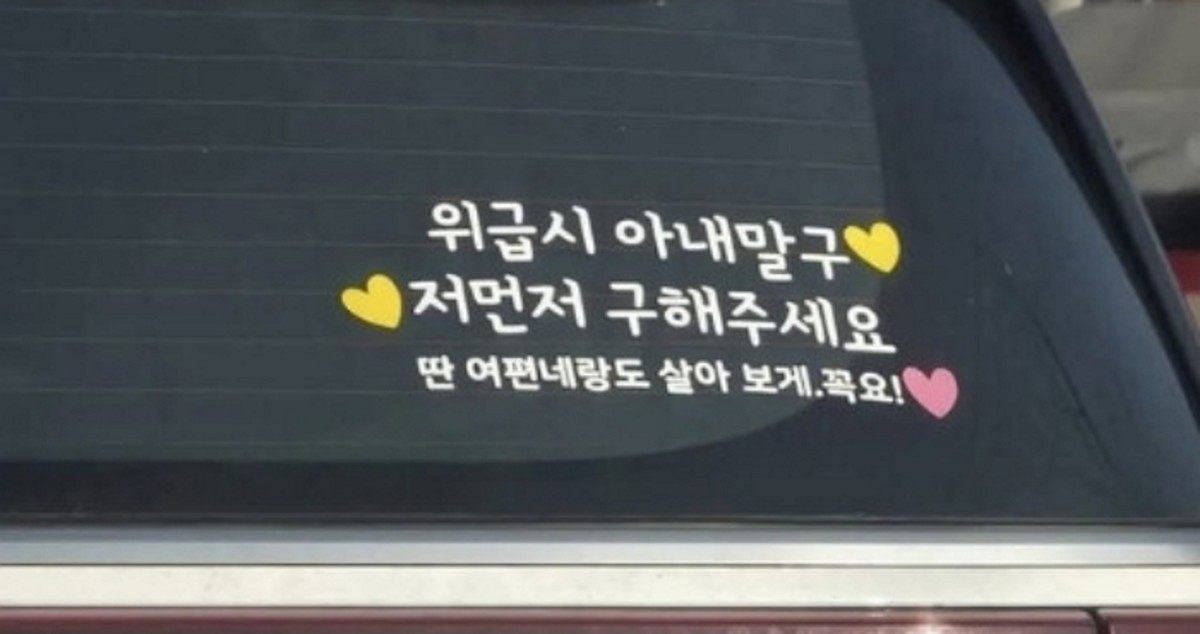 위급시 아내말구
저먼저 구해주세요
딴 여편네랑도 살아 보게.꼭요!